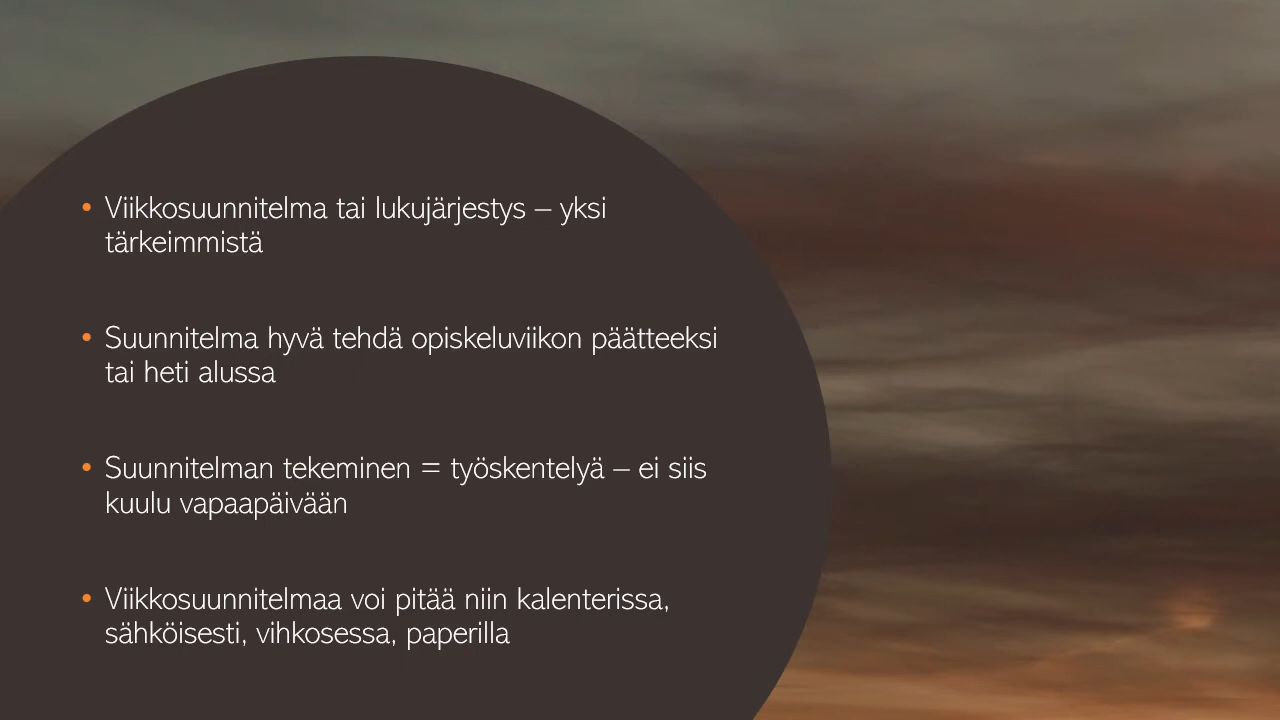 • Viikkosuunnitelma tai lukujärjestys – yksi
tärkeimmistä
• Suunnitelma hyvä tehdä opiskeluviikon päätteeksi
tai heti alussa
• Suunnitelman tekeminen = työskentelyä – ei siis
kuulu vapaapäivään
• Viikkosuunnitelmaa voi pitää niin kalenterissa,
sähköisesti, vihkosessa, paperilla